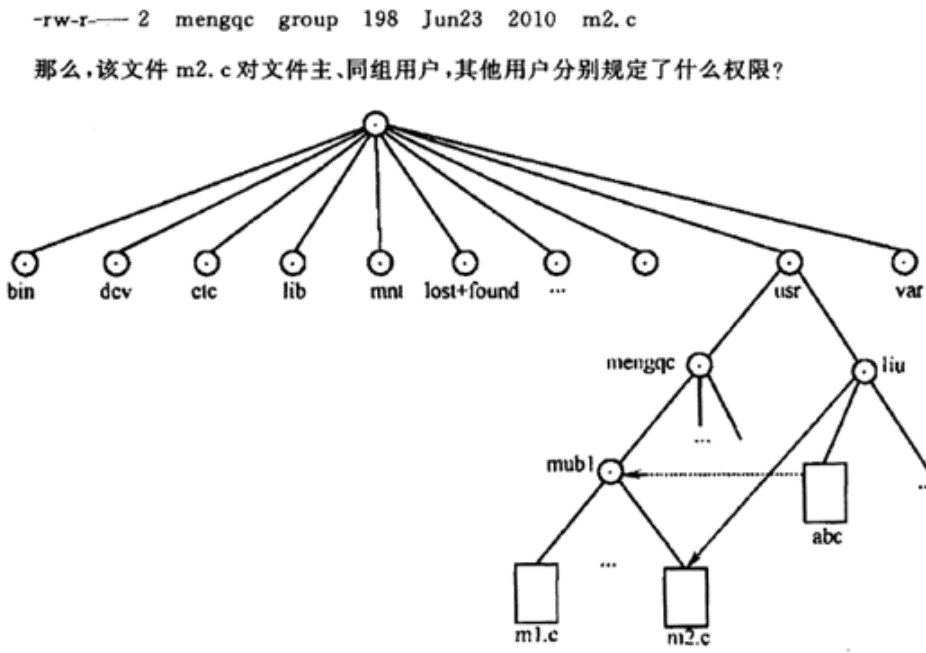 -rw-r-—— 2 mengqc group 198 Jun23 2010 m2.c
那么,该文件 m2.c 对文件主、同组用户,其他用户分别规定了什么权限?
bin dev etc lib mnt lost+found ... usr var
mengqc liu
...
mub1 ...
abc
...
m1.c m2.c